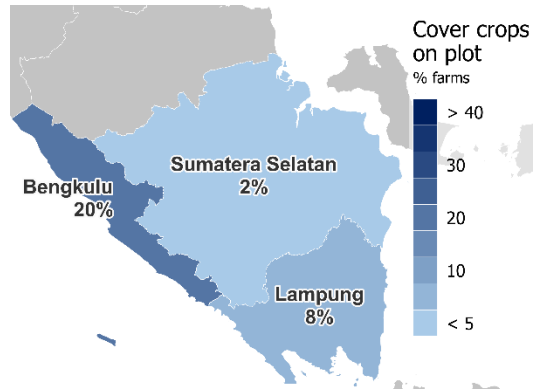 Cover crops
on plot
% farms
> 40
30
20
10
< 5
Sumatera Selatan
2%
Bengkulu
20%
Lampung
8%